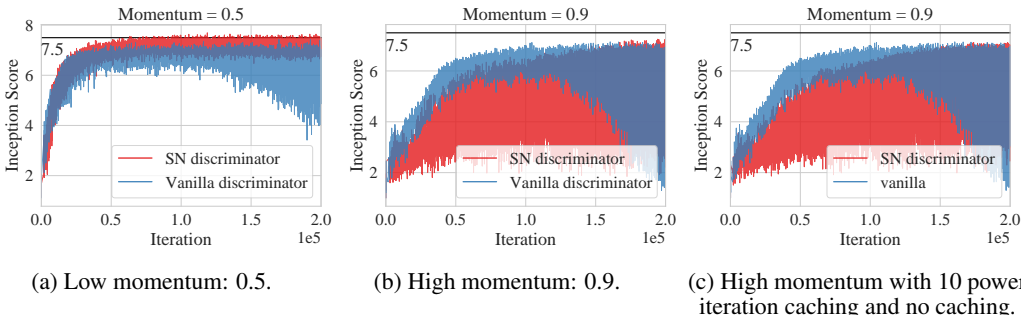 Momentum = 0.5
8
7.5
6
4
2
Inception Score
SN discriminator
Vanilla discriminator
0.0 0.5 1.0 1.5 2.0
Iteration 1e5
(a) Low momentum: 0.5.
Momentum = 0.9
7.5
6
4
2
Inception Score
SN discriminator
Vanilla discriminator
0.0 0.5 1.0 1.5 2.0
Iteration 1e5
(b) High momentum: 0.9.
Momentum = 0.9
7.5
6
4
2
Inception Score
SN discriminator
vanilla
0.0 0.5 1.0 1.5 2.0
Iteration 1e5
(c) High momentum with 10 power
iteration caching and no caching.